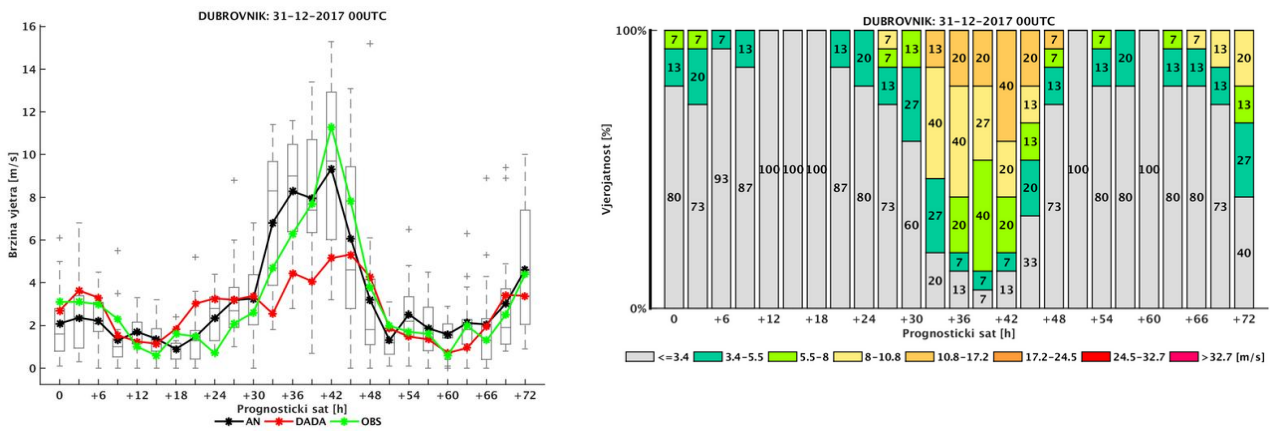 DUBROVNIK: 31-12-2017 00UTC
16
14
12
10
8
6
4
2
0
Brzina vjetra [m/s]
0 +6 +12 +18 +24 +30 +36 +42 +48 +54 +60 +66 +72
Prognosticki sat [h]
AN DADA OBS
DUBROVNIK: 31-12-2017 00UTC
100%
0%
Vjerojatnost [%]
7 13 80
7 20 73
7 93
13 87
100
100
100
13 87
20 80
7 7 13 73
13 27 60
13 40 27 20
20 40 20 7 13
20 27 40 7 7
40 20 20 7 13
20 13 13 20 33
7 7 13 73
100
7 13 80
20 80
100
7 13 80
7 13 80
13 13 73
20 13 27 40
0 +6 +12 +18 +24 +30 +36 +42 +48 +54 +60 +66 +72
Prognosticki sat [h]
<=3.4 3.4-5.5 5.5-8 8-10.8 10.8-17.2 17.2-24.5 24.5-32.7 >32.7 [m/s]